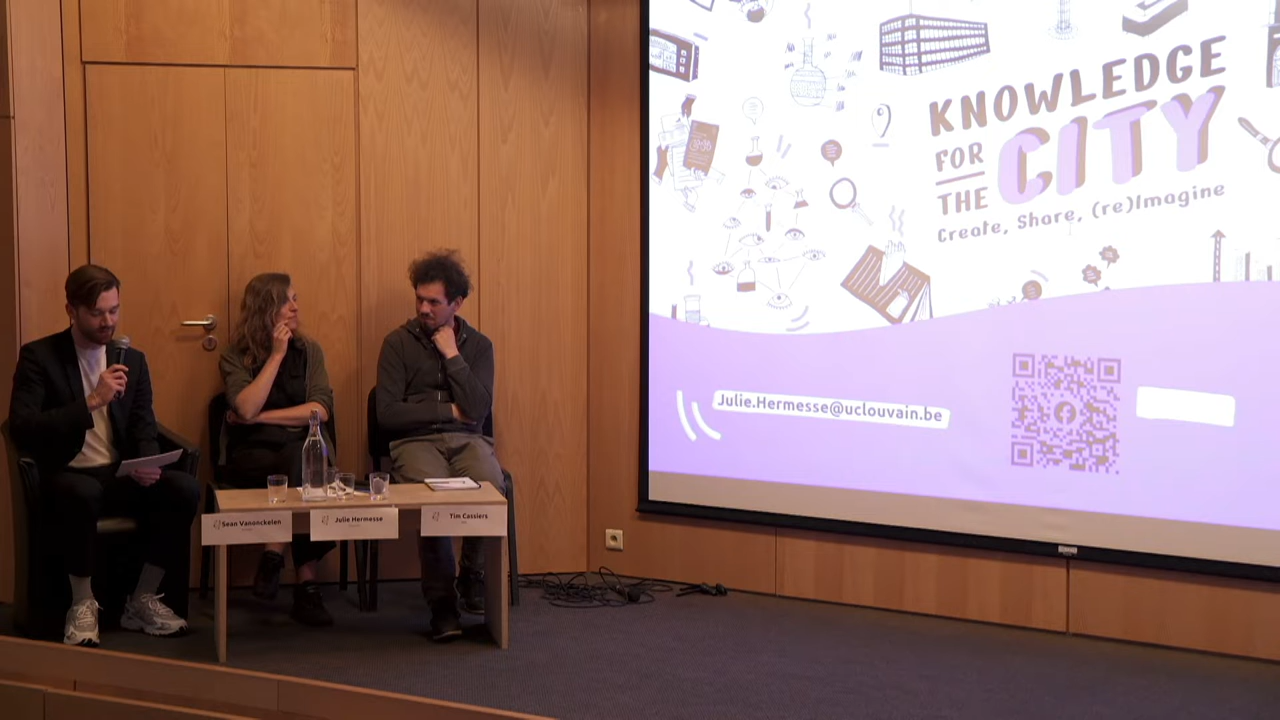 KNOWLEDGE
FOR
THE
CITY
Create, Share, (re)Imagine
Julie.Hermesse@uclouvain.be
Sean Vanonckelen
Julie Hermesse
Tim Cassiers